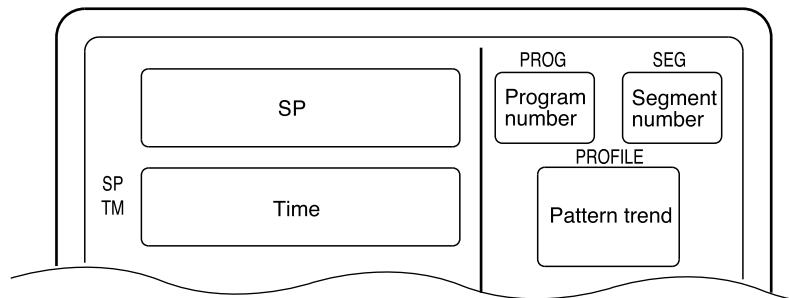 PROG
SEG
SP
Program
number
Segment
number
PROFILE
SP
TM
Time
Pattern trend